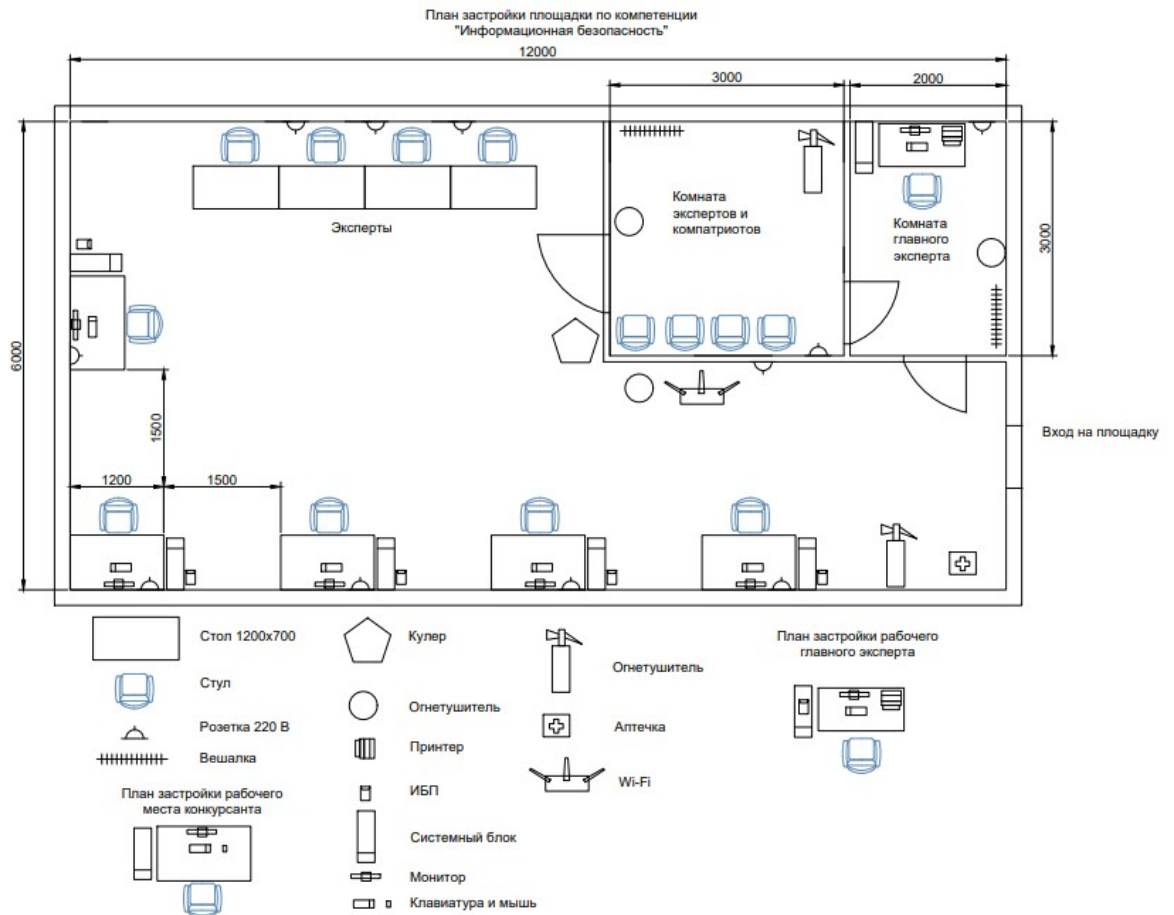 План застройки площадки по компетенции
"Информационная безопасность"
12000
3000
2000
6000
3000
Эксперты
Комната
экспертов и
компатриотов
Комната
главного
эксперта
1500
1200
1500
Вход на площадку
Стол 1200х700
Стул
Розетка 220 В
Вешалка
План застройки рабочего
места конкурсанта
Кулер
Огнетушитель
Принтер
ИБП
Системный блок
Монитор
Клавиатура и мышь
Огнетушитель
Аптечка
Wi-Fi
План застройки рабочего
главного эксперта